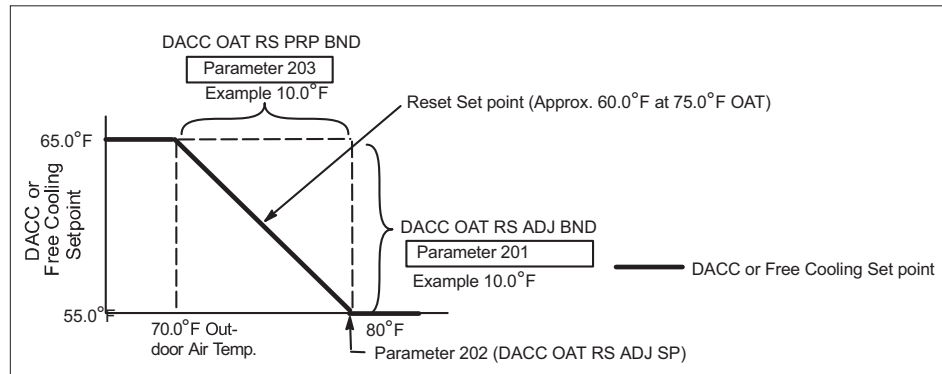 DACC OAT RS PRP BND
Parameter 203
Example 10.0°F
Reset Set point (Approx. 60.0°F at 75.0°F OAT)
65.0°F
DACC or
Free Cooling
Setpoint
DACC OAT RS ADJ BND
Parameter 201
Example 10.0°F
DACC or Free Cooling Set point
55.0°F
70.0°F Out-
door Air Temp.
80°F
Parameter 202 (DACC OAT RS ADJ SP)